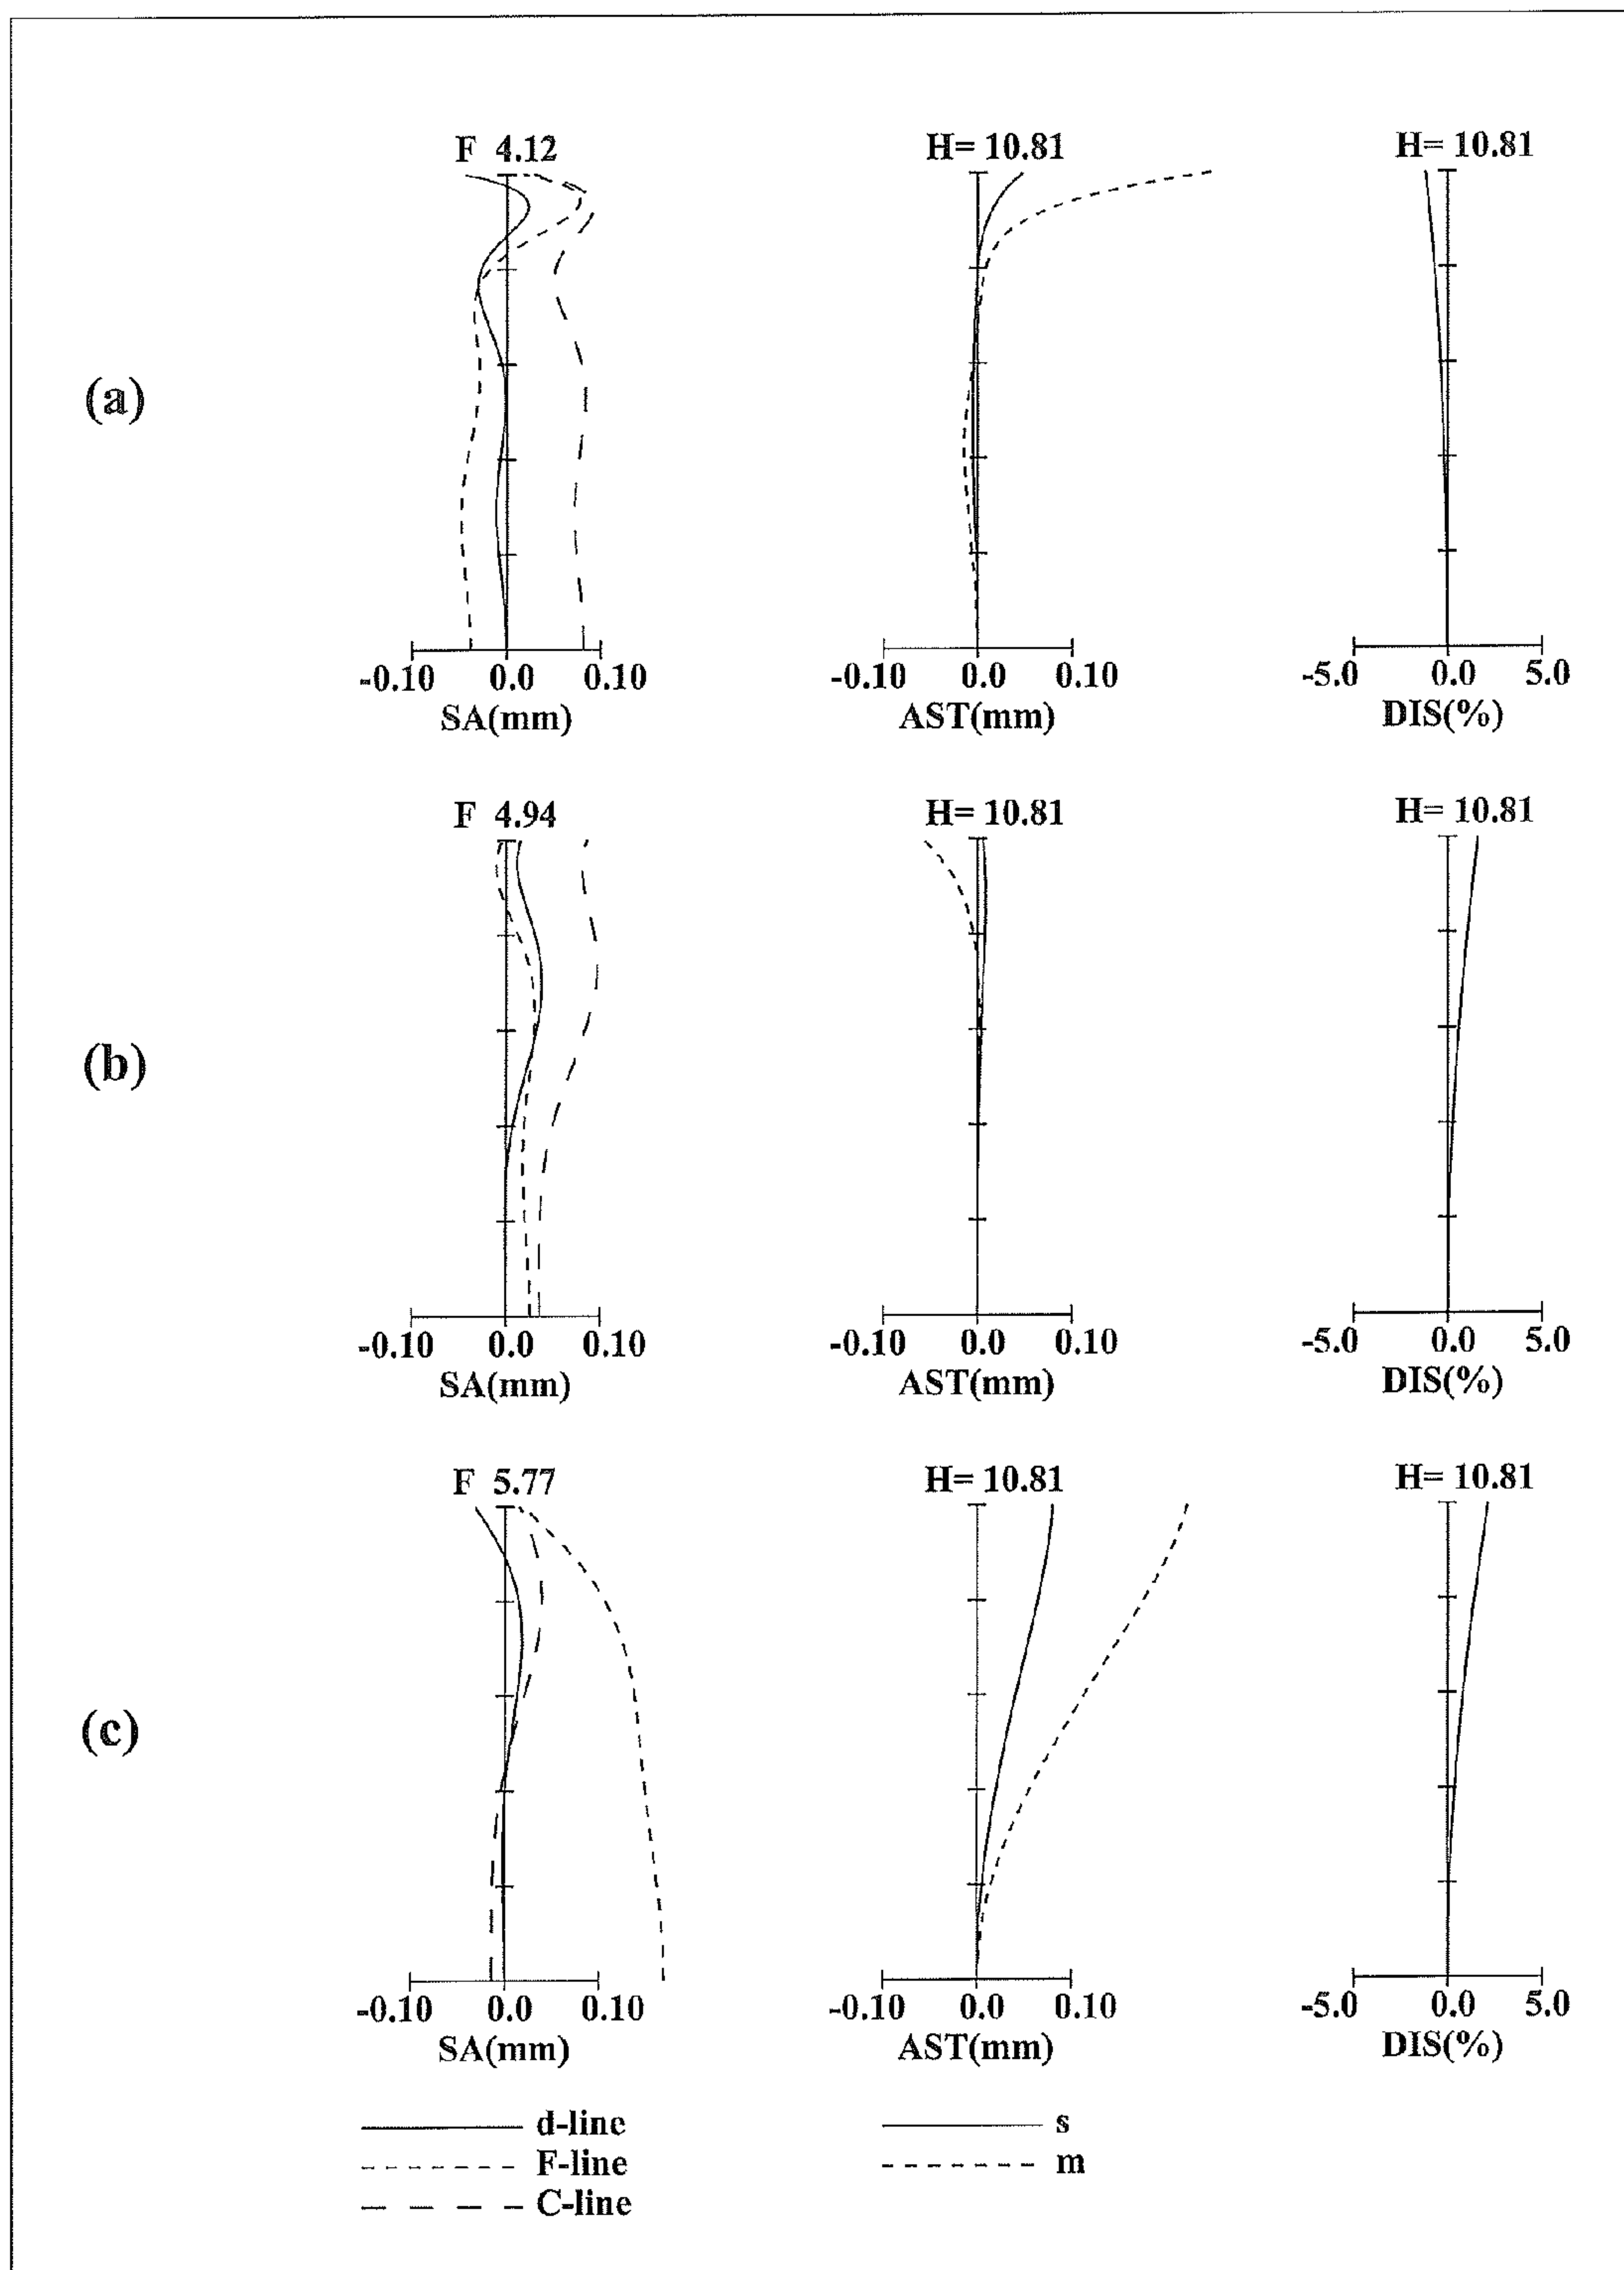 F 4.12 H= 10.81 H= 10.81
(a)
-0.10 0.0 0.10 -0.10 0.0 0.10 -5.0 0.0 5.0
SA(mm) AST(mm) DIS(%)
F 4.94 H= 10.81 H= 10.81
(b)
-0.10 0.0 0.10 -0.10 0.0 0.10 -5.0 0.0 5.0
SA(mm) AST(mm) DIS(%)
F 5.77 H= 10.81 H= 10.81
(c)
-0.10 0.0 0.10 -0.10 0.0 0.10 -5.0 0.0 5.0
SA(mm) AST(mm) DIS(%)
d-line s
F-line m
C-line